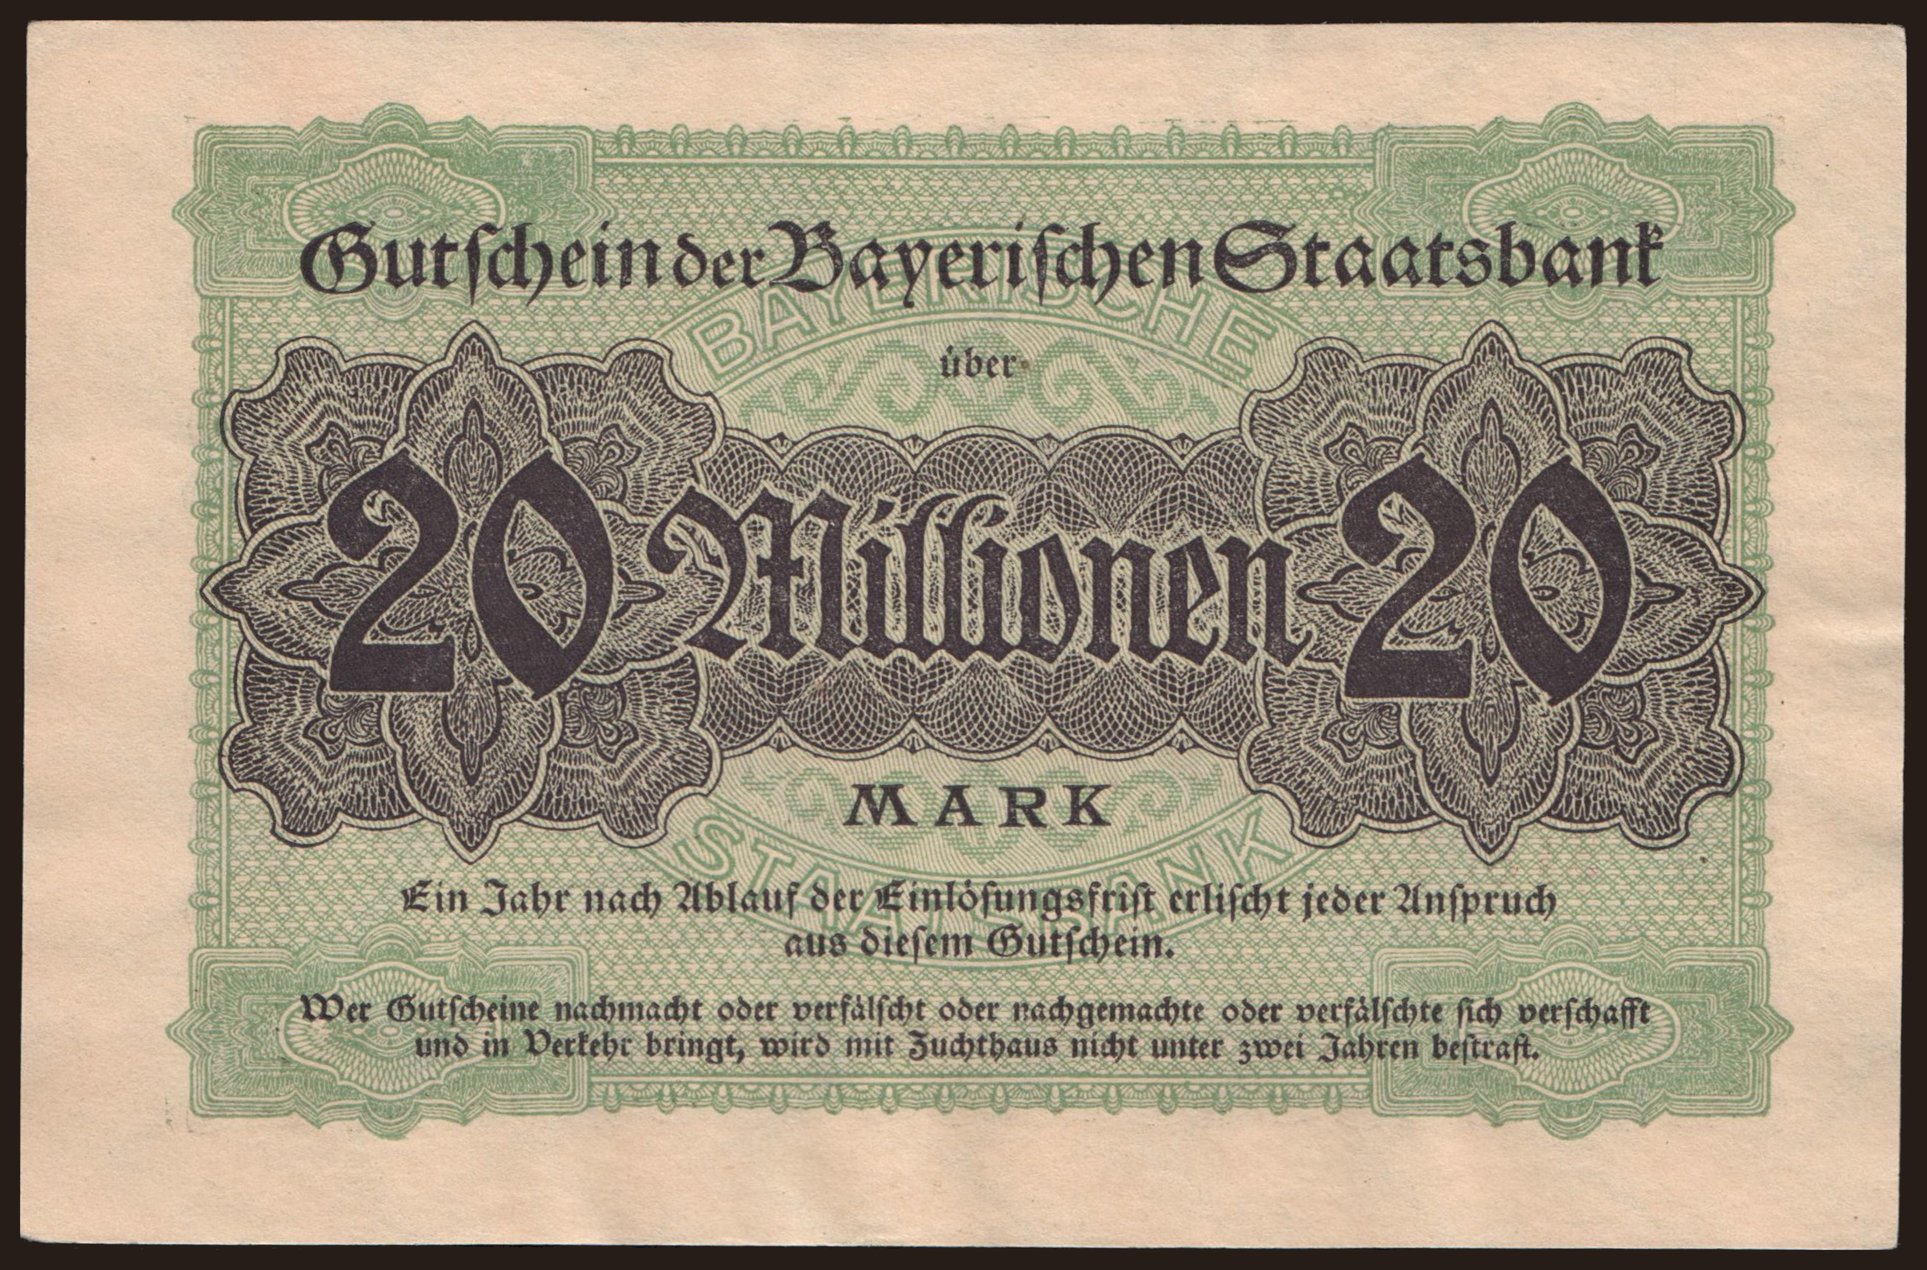 Gutschein der Bayerischen Staatsbank
BAYERISCHE
über
20 Millionen 20
MARK
STAATSBANK
Ein Jahr nach Ablauf der Einlösungsfrist erlischt jeder Anspruch
aus diesem Gutschein.
Wer Gutscheine nachmacht oder verfälscht oder nachgemachte oder verfälschte sich verschafft
und in Verkehr bringt, wird mit Zuchthaus nicht unter zwei Jahren bestraft.